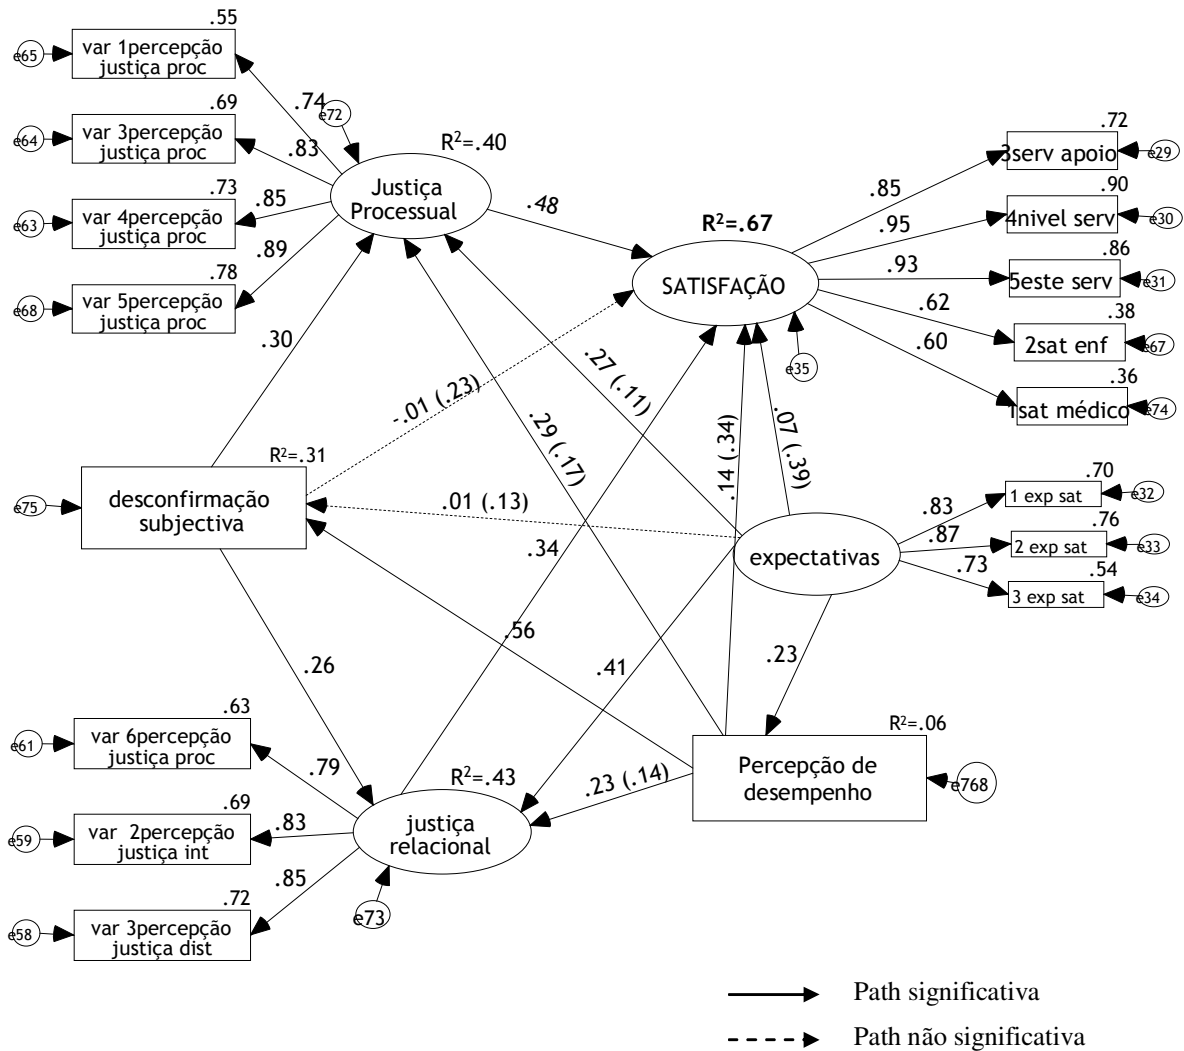 .55
var 1percepção
justiça proc
e65
.74
e72
.69
var 3percepção
justiça proc
e64
.83
R²=.40
.72
3serv apoio
e29
.73
var 4percepção
justiça proc
e63
.85
Justiça
Processual
.48
.85
.90
4nivel serv
e30
.95
R²=.67
SATISFAÇÃO
.89
.78
var 5percepção
justiça proc
e68
.93
.86
5este serv
e31
.62
.38
2sat enf
e67
.30
.60
e35
.27 (.11)
.36
1sat médico
e74
-.01 (.23)
.29 (.17)
.14 (.34)
.07 (.39)
R²=.31
desconfirmação
subjectiva
e75
.01 (.13)
.34
expectativas
.83
.70
1 exp sat
e32
.87
.76
2 exp sat
e33
.73
.54
3 exp sat
e34
.56
.26
.41
.23
.63
var 6percepção
justiça proc
e61
.79
R²=.43
.23 (.14)
R²=.06
Percepção de
desempenho
e768
.69
var 2percepção
justiça int
e59
.83
justiça
relacional
.85
.72
var 3percepção
justiça dist
e58
e73
Path significativa
Path não significativa